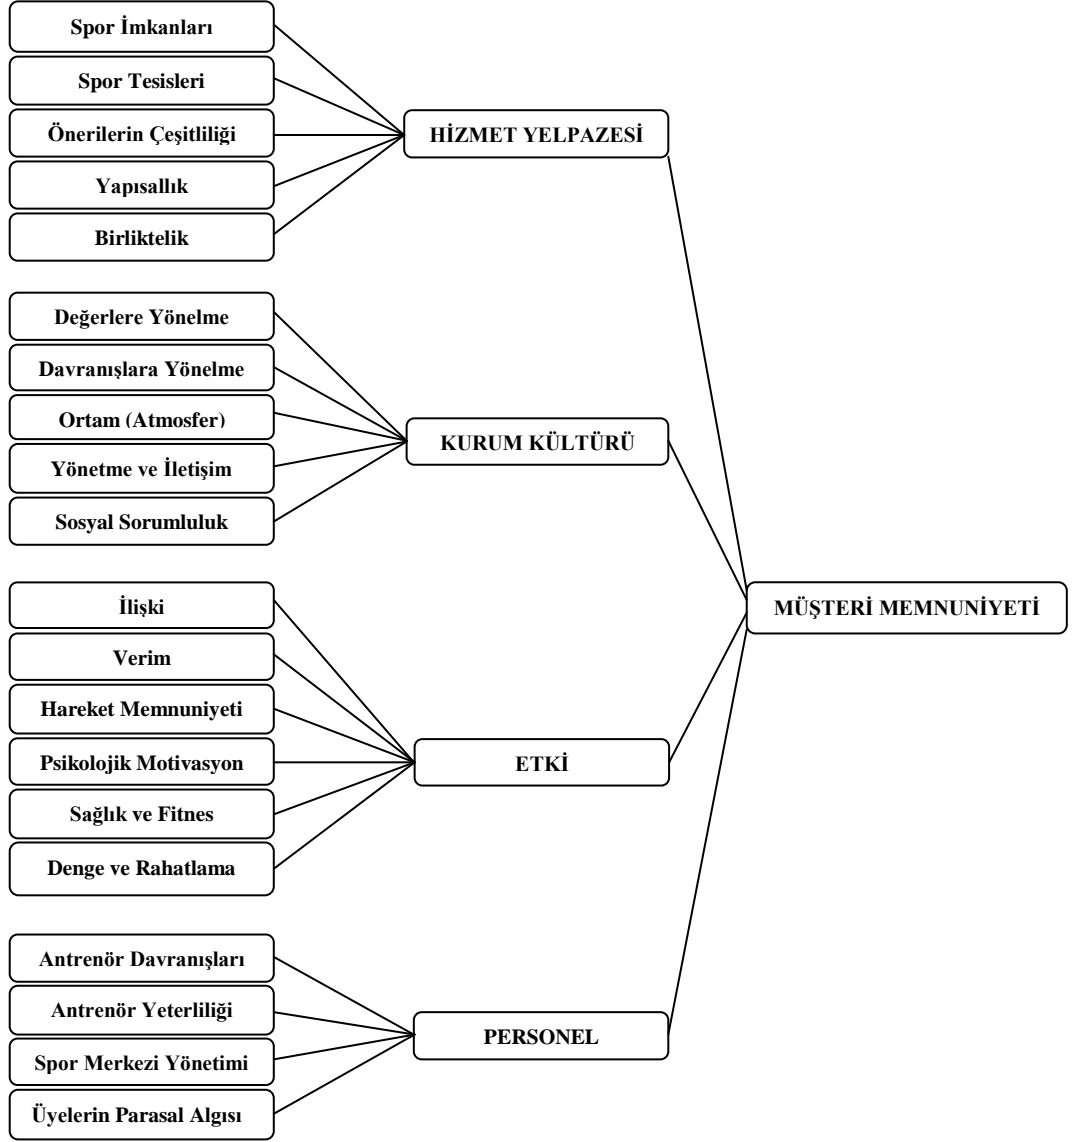 Spor İmkanları
Spor Tesisleri
Önerilerin Çeşitliliği
Yapısallık
Birliktelik
HİZMET YELPAZESİ
Değerlere Yönelme
Davranışlara Yönelme
Ortam (Atmosfer)
Yönetme ve İletişim
Sosyal Sorumluluk
KURUM KÜLTÜRÜ
İlişki
Verim
Hareket Memnuniyeti
Psikolojik Motivasyon
Sağlık ve Fitnes
Denge ve Rahatlama
ETKİ
Antrenör Davranışları
Antrenör Yeterliliği
Spor Merkezi Yönetimi
Üyelerin Parasal Algısı
PERSONEL
MÜŞTERİ MEMNUNİYETİ